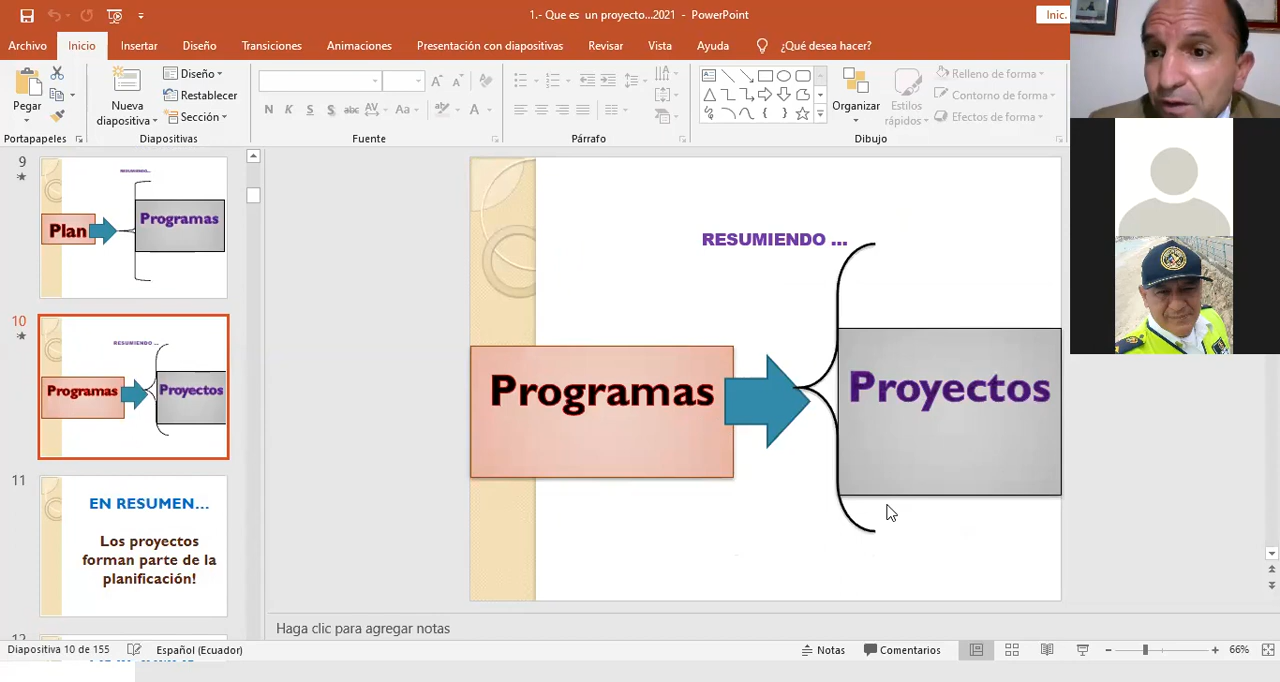 1.- Que es  un proyecto...2021  -  PowerPoint
Inic.
Archivo
Inicio
Insertar
Diseño
Transiciones
Animaciones
Presentación con diapositivas
Revisar
Vista
Ayuda
¿Qué desea hacer?
Pegar
Nueva
diapositiva
Diseño
Restablecer
Sección
N K S S abc AV Aa A
Organizar
Estilos
rápidos
Relleno de forma
Contorno de forma
Efectos de forma
Portapapeles
Diapositivas
Fuente
Párrafo
Dibujo
9
RESUMIENDO...
Plan
Programas
10
RESUMIENDO ...
Programas
Proyectos
11
EN RESUMEN...
Los proyectos
forman parte de la
planificación!
RESUMIENDO ...
Programas
Proyectos
Haga clic para agregar notas
Diapositiva 10 de 155
Español (Ecuador)
Notas
Comentarios
66%